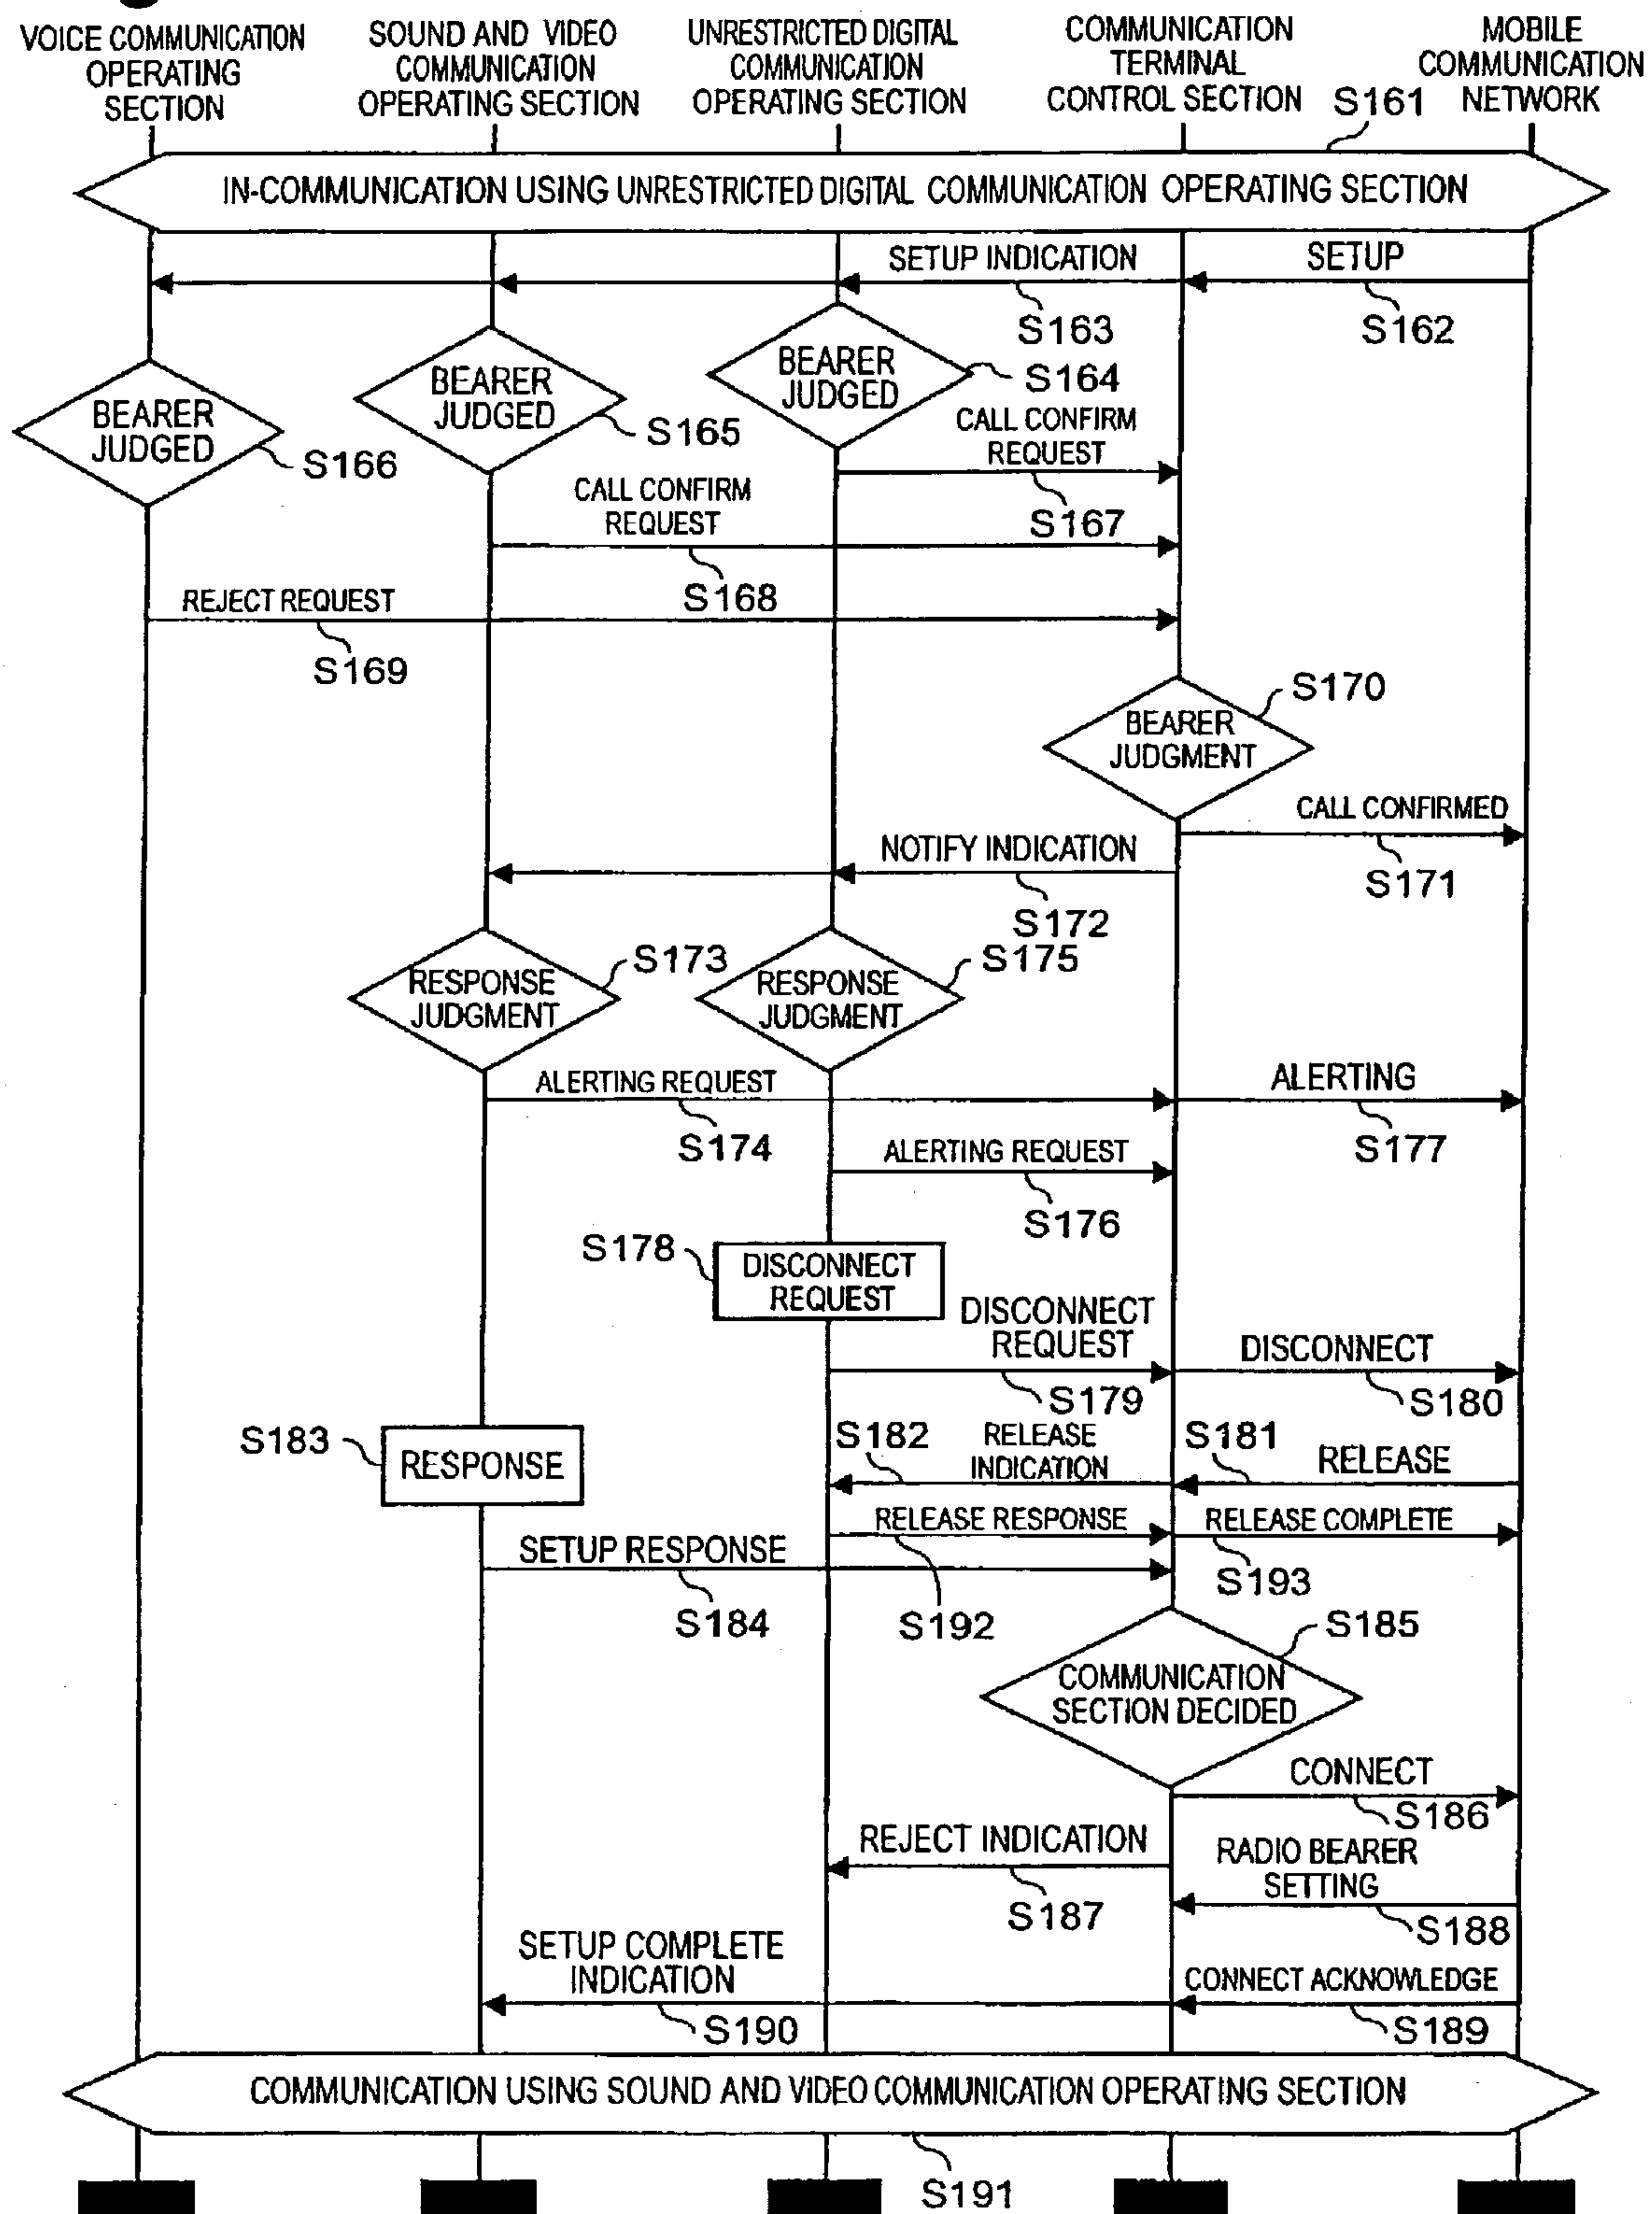 VOICE COMMUNICATION
OPERATING
SECTION
SOUND AND VIDEO
COMMUNICATION
OPERATING SECTION
UNRESTRICTED DIGITAL
COMMUNICATION
OPERATING SECTION
COMMUNICATION
TERMINAL
CONTROL SECTION
MOBILE
COMMUNICATION
NETWORK
S161
IN-COMMUNICATION USING UNRESTRICTED DIGITAL COMMUNICATION OPERATING SECTION
SETUP INDICATION
SETUP
S163
S162
BEARER
JUDGED
S164
BEARER
JUDGED
S165
BEARER
JUDGED
S166
CALL CONFIRM
REQUEST
S167
CALL CONFIRM
REQUEST
S168
REJECT REQUEST
S169
S170
BEARER
JUDGMENT
CALL CONFIRMED
S171
NOTIFY INDICATION
S172
S173
RESPONSE
JUDGMENT
S175
RESPONSE
JUDGMENT
ALERTING REQUEST
S174
ALERTING
S177
ALERTING REQUEST
S176
S178
DISCONNECT
REQUEST
DISCONNECT
REQUEST
S179
DISCONNECT
S180
S183
RESPONSE
S182
RELEASE
INDICATION
S181
RELEASE
RELEASE RESPONSE
RELEASE COMPLETE
SETUP RESPONSE
S184
S192
S193
S185
COMMUNICATION
SECTION DECIDED
CONNECT
S186
REJECT INDICATION
S187
RADIO BEARER
SETTING
S188
SETUP COMPLETE
INDICATION
S190
CONNECT ACKNOWLEDGE
S189
COMMUNICATION USING SOUND AND VIDEO COMMUNICATION OPERATING SECTION
S191